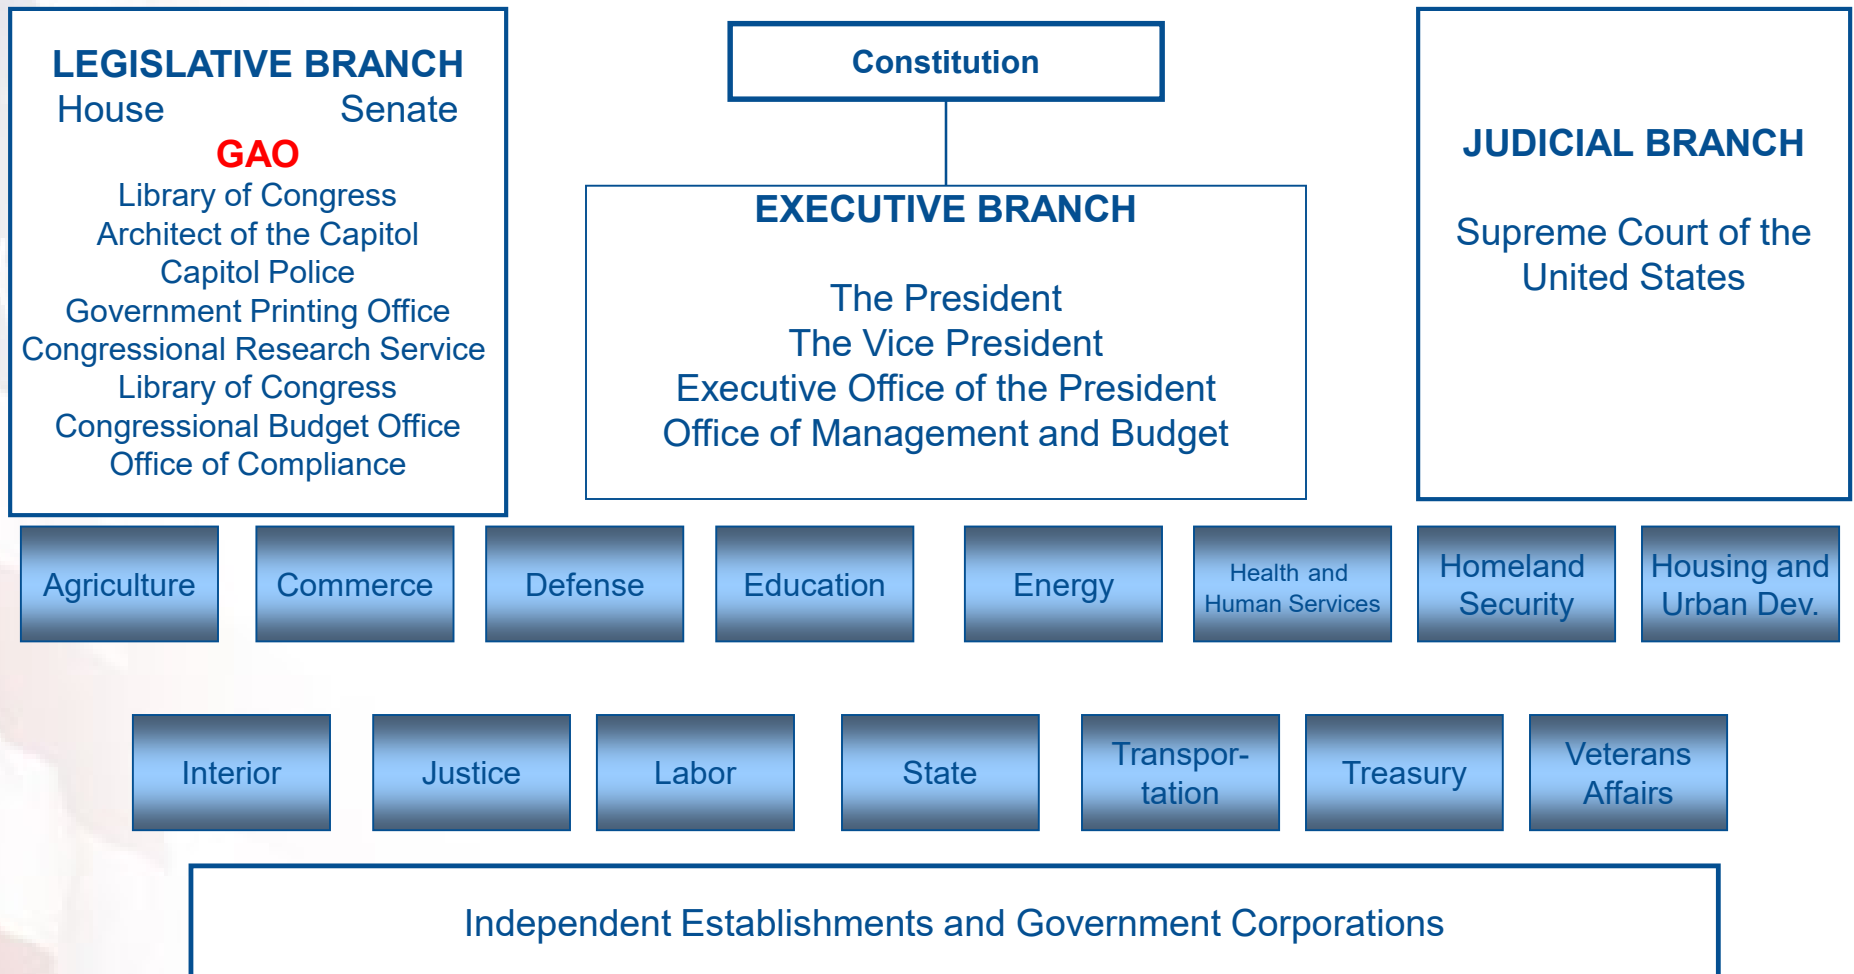 LEGISLATIVE BRANCH
House Senate
GAO
Library of Congress
Architect of the Capitol
Capitol Police
Government Printing Office
Congressional Research Service
Library of Congress
Congressional Budget Office
Office of Compliance
Constitution
EXECUTIVE BRANCH
The President
The Vice President
Executive Office of the President
Office of Management and Budget
JUDICIAL BRANCH
Supreme Court of the
United States
Agriculture
Commerce
Defense
Education
Energy
Health and
Human Services
Homeland
Security
Housing and
Urban Dev.
Interior
Justice
Labor
State
Transpor-
tation
Treasury
Veterans
Affairs
Independent Establishments and Government Corporations